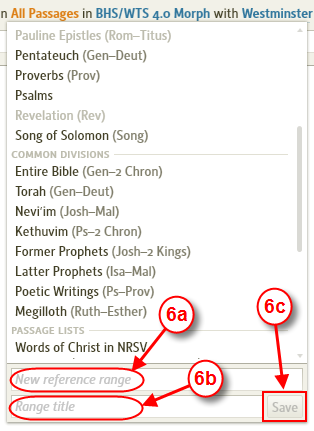 n All Passages in BHS/WTS 4.0 Morph with Westminster
Pauline Epistles (Rom–Titus)
Pentateuch (Gen–Deut)
Proverbs (Prov)
Psalms
Revelation (Rev)
Song of Solomon (Song)
COMMON DIVISIONS
Entire Bible (Gen–2 Chron)
Torah (Gen–Deut)
Nevi'im (Josh–Mal)
Kethuvim (Ps–2 Chron)
Former Prophets (Josh–2 Kings)
Latter Prophets (Isa–Mal)
Poetic Writings (Ps–Prov)
Megilloth (Ruth–Esther)
6a
6c
PASSAGE LISTS
Words of Christ in NRSV
New reference range
6b
Range title
Save